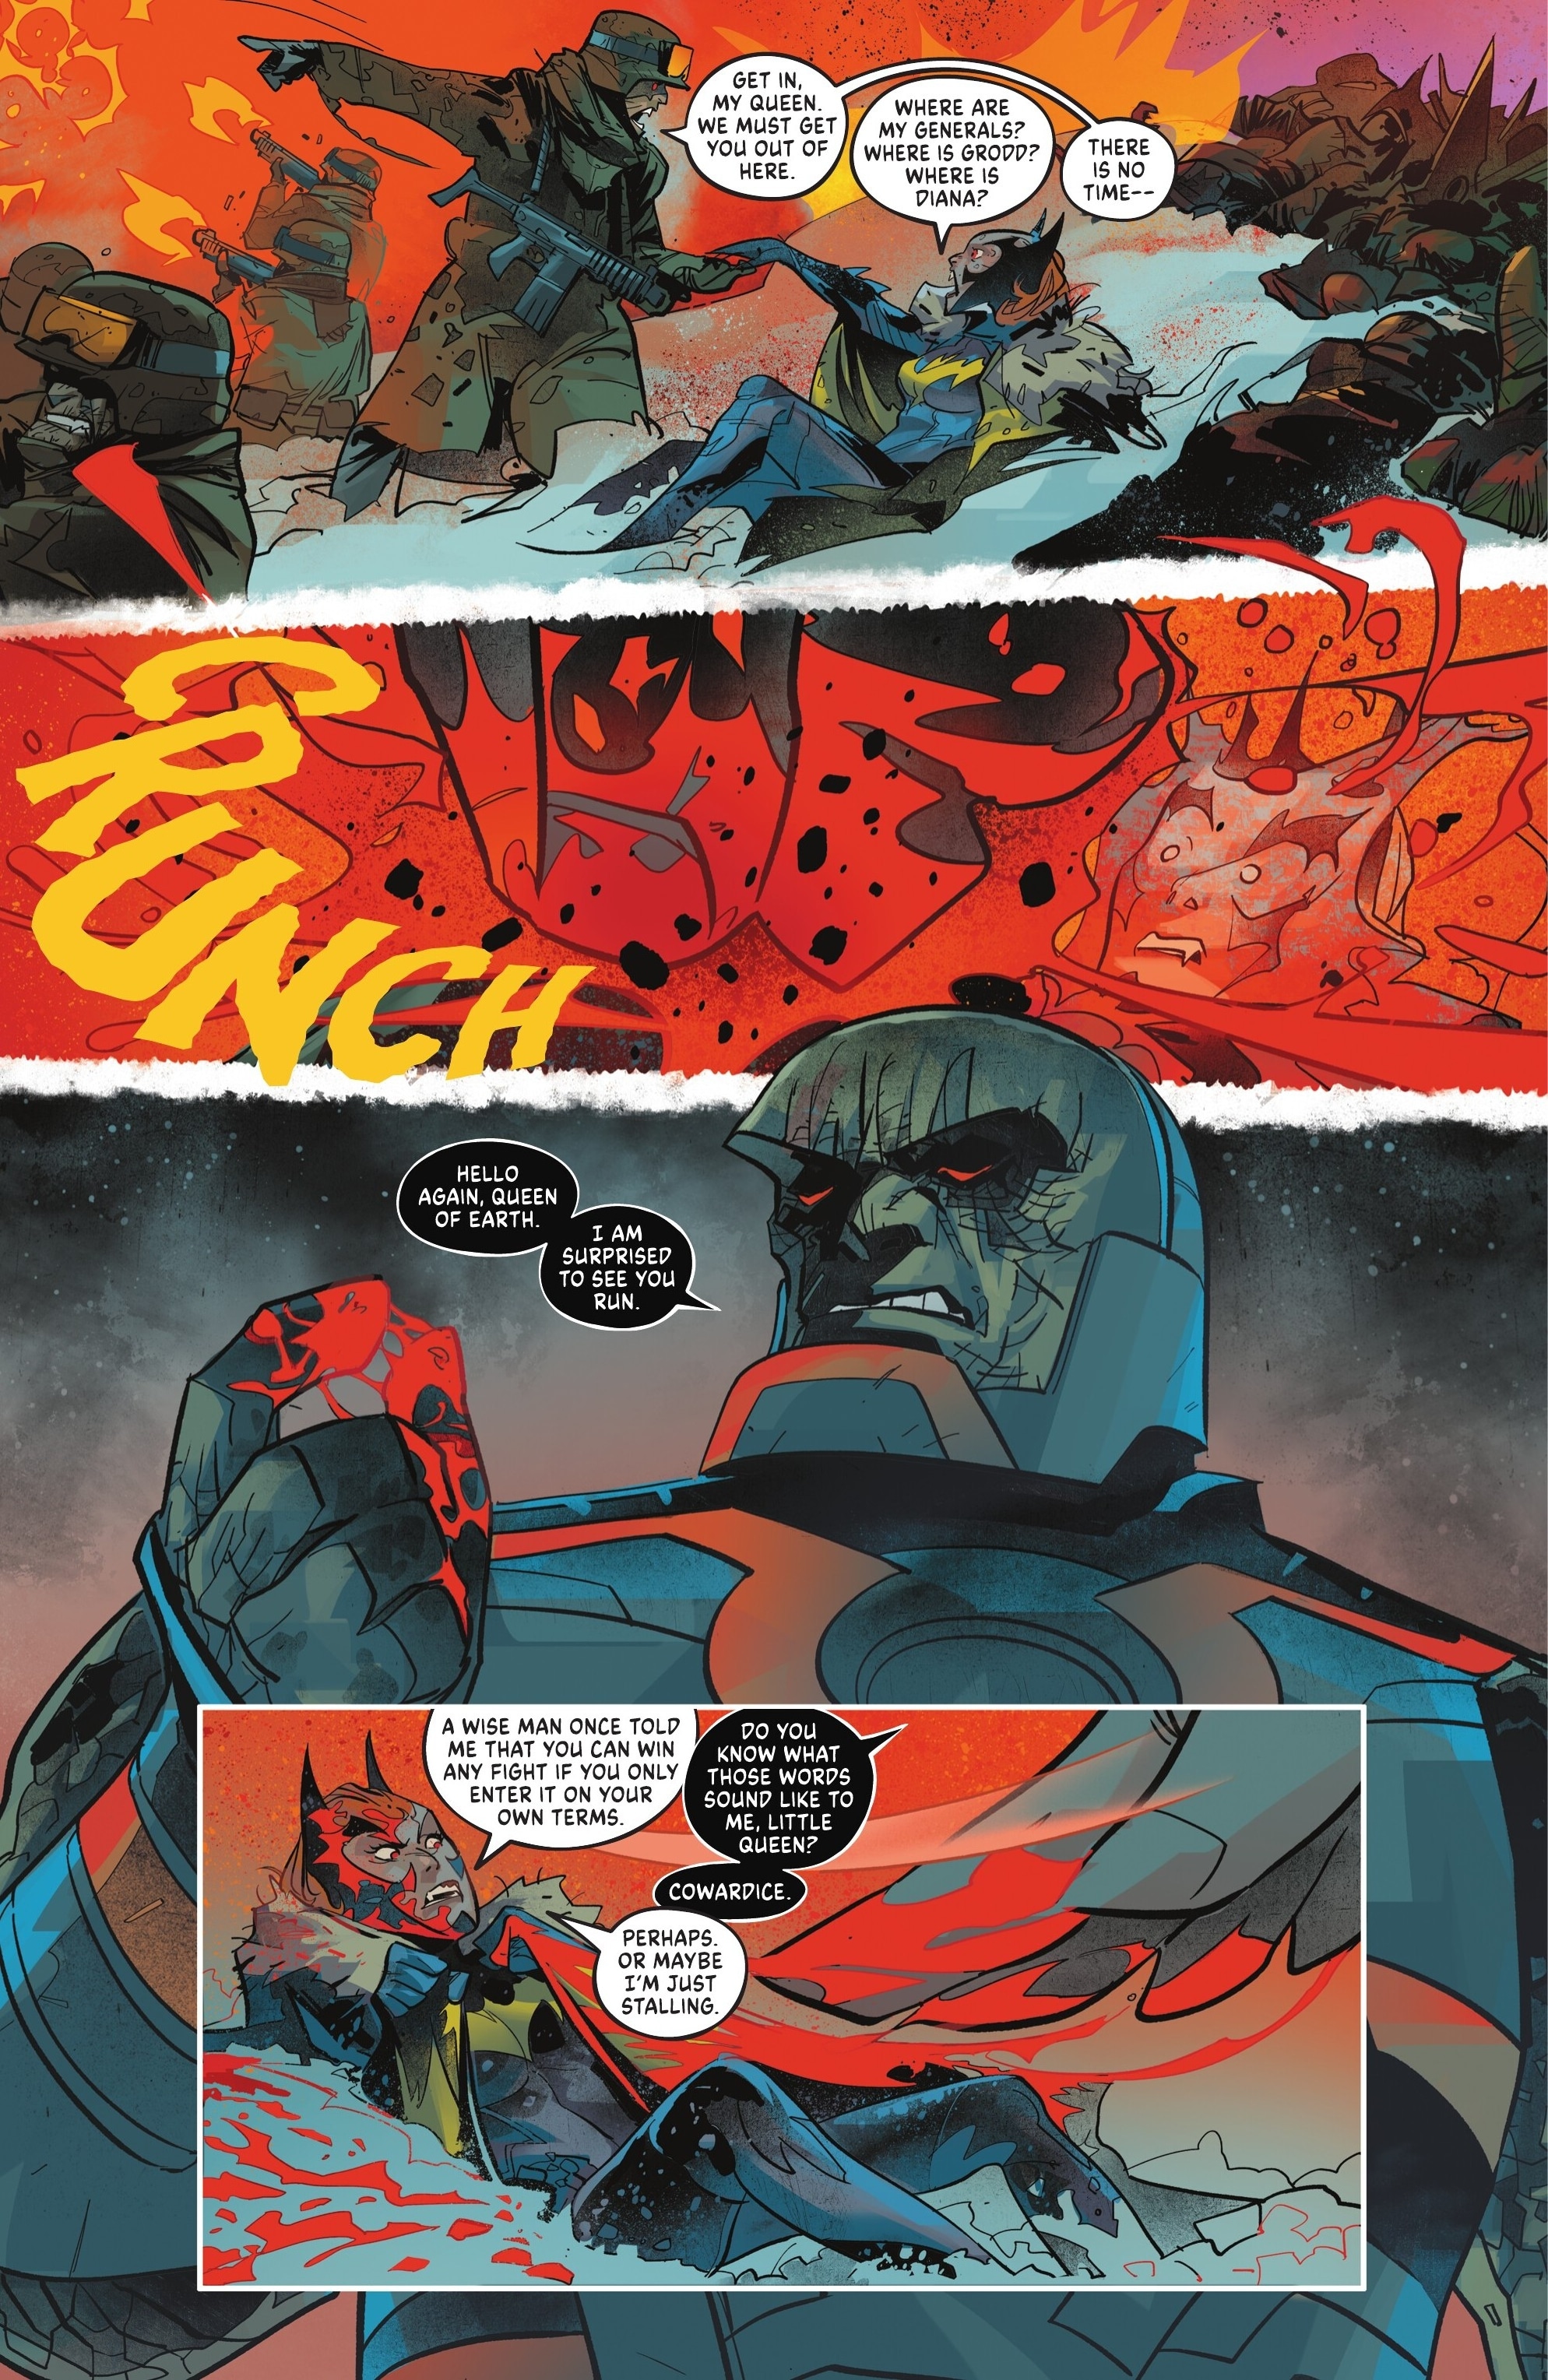 GET IN,
MY QUEEN.
WE MUST GET
YOU OUT OF
HERE.
WHERE ARE
MY GENERALS?
WHERE IS GRODD?
WHERE IS
DIANA?
THERE
IS NO
TIME--
CRUNCH
HELLO
AGAIN, QUEEN
OF EARTH.
I AM
SURPRISED
TO SEE YOU
RUN.
A WISE MAN ONCE TOLD
ME THAT YOU CAN WIN
ANY FIGHT IF YOU ONLY
ENTER IT ON YOUR
OWN TERMS.
DO YOU
KNOW WHAT
THOSE WORDS
SOUND LIKE TO
ME, LITTLE
QUEEN?
COWARDICE.
PERHAPS.
OR MAYBE
I'M JUST
STALLING.